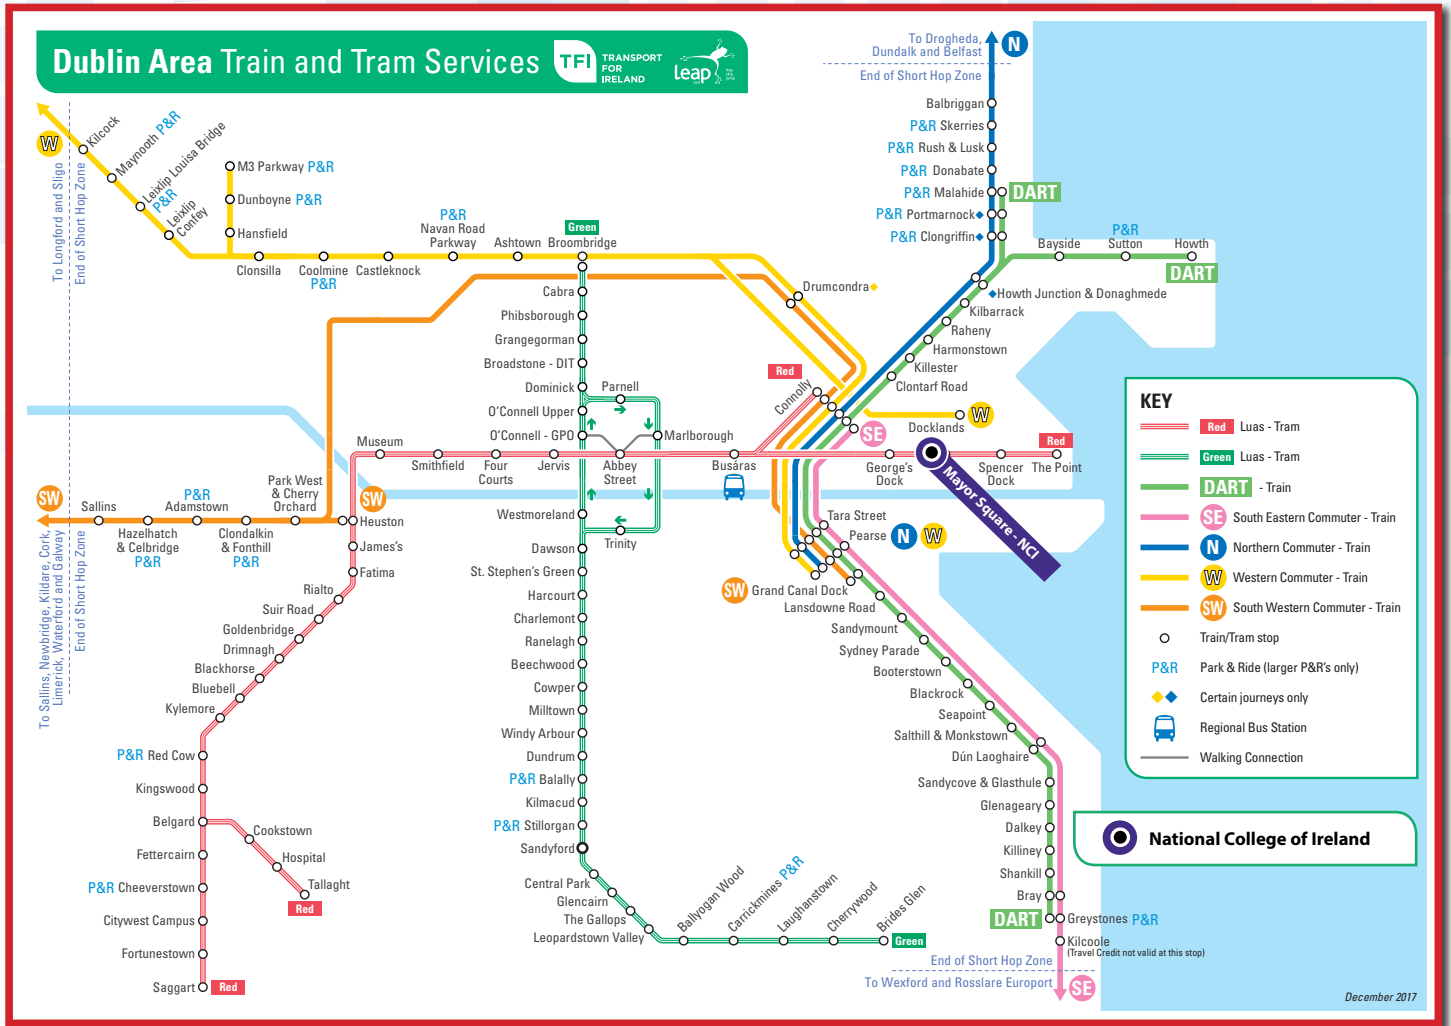 Dublin Area Train and Tram Services
TFI
TRANSPORT
FOR
IRELAND
leap
card
To Drogheda,
Dundalk and Belfast
N
End of Short Hop Zone
Balbriggan
P&R Skerries
P&R Rush & Lusk
P&R Donabate
P&R Malahide
DART
P&R Portmarnock
P&R Clongriffin
Bayside
P&R
Sutton
Howth
DART
Howth Junction & Donaghmede
Kilbarrack
Raheny
Harmonstown
Killester
Clontarf Road
W
To Longford and Sligo
End of Short Hop Zone
Kilcock
Maynooth P&R
Leixlip Louisa Bridge
P&R
Leixlip
Confey
M3 Parkway P&R
Dunboyne P&R
Hansfield
Clonsilla
Coolmine
P&R
Castleknock
P&R
Navan Road
Parkway
Ashtown
Green
Broombridge
Drumcondra
Cabra
Phibsborough
Grangegorman
Broadstone - DIT
Dominick
Parnell
O'Connell Upper
O'Connell - GPO
Marlborough
Red
Connolly
SE
Docklands
W
Museum
Smithfield
Four
Courts
Jervis
Abbey
Street
Busáras
George's
Dock
Mayor Square - NCI
Spencer
Dock
Red
The Point
SW
Sallins
Hazelhatch
& Celbridge
P&R
P&R
Adamstown
Clondalkin
& Fonthill
P&R
Park West
& Cherry
Orchard
SW
Heuston
James's
Fatima
Rialto
Suir Road
Goldenbridge
Drimnagh
Blackhorse
Bluebell
Kylemore
P&R Red Cow
Kingswood
Belgard
Cookstown
Hospital
Tallaght
Red
Fettercairn
P&R Cheeverstown
Citywest Campus
Fortunestown
Saggart
Red
To Sallins, Newbridge, Kildare, Cork,
Limerick, Waterford and Galway
End of Short Hop Zone
Westmoreland
Trinity
Dawson
St. Stephen's Green
Harcourt
Charlemont
Ranelagh
Beechwood
Cowper
Milltown
Windy Arbour
Dundrum
P&R Balally
Kilmacud
P&R Stillorgan
Sandyford
Central Park
Glencairn
The Gallops
Leopardstown Valley
Ballyogan Wood
Carrickmines P&R
Laughanstown
Cherrywood
Brides Glen
Green
Tara Street
Pearse
N
W
SW
Grand Canal Dock
Lansdowne Road
Sandymount
Sydney Parade
Booterstown
Blackrock
Seapoint
Salthill & Monkstown
Dún Laoghaire
Sandycove & Glasthule
Glenageary
Dalkey
Killiney
Shankill
Bray
DART
Greystones P&R
Kilcoole
(Travel Credit not valid at this stop)
End of Short Hop Zone
To Wexford and Rosslare Europort
SE
KEY
Red Luas - Tram
Green Luas - Tram
DART - Train
SE South Eastern Commuter - Train
N Northern Commuter - Train
W Western Commuter - Train
SW South Western Commuter - Train
Train/Tram stop
P&R Park & Ride (larger P&R's only)
Certain journeys only
Regional Bus Station
Walking Connection
National College of Ireland
December 2017